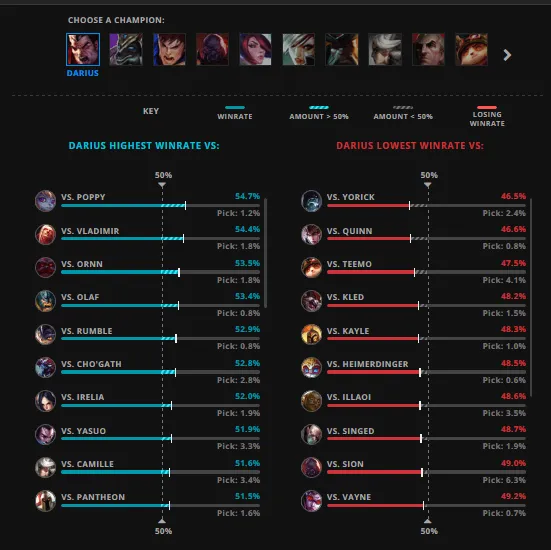 CHOOSE A CHAMPION:
DARIUS
KEY
WINRATE
AMOUNT > 50%
AMOUNT < 50%
LOSING
WINRATE
DARIUS HIGHEST WINRATE VS:
50%
VS. POPPY 54.7%
Pick: 1.2%
VS. VLADIMIR 54.4%
Pick: 1.8%
VS. ORNN 53.5%
Pick: 1.8%
VS. OLAF 53.4%
Pick: 0.8%
VS. RUMBLE 52.9%
Pick: 0.8%
VS. CHO'GATH 52.8%
Pick: 2.8%
VS. IRELIA 52.0%
Pick: 1.9%
VS. YASUO 51.9%
Pick: 3.3%
VS. CAMILLE 51.6%
Pick: 3.4%
VS. PANTHEON 51.5%
Pick: 1.6%
50%
DARIUS LOWEST WINRATE VS:
50%
VS. YORICK 46.5%
Pick: 2.4%
VS. QUINN 46.6%
Pick: 0.8%
VS. TEEMO 47.5%
Pick: 4.1%
VS. KLED 48.2%
Pick: 1.5%
VS. KAYLE 48.3%
Pick: 1.0%
VS. HEIMERDINGER 48.5%
Pick: 0.6%
VS. ILLAOI 48.6%
Pick: 3.5%
VS. SINGED 48.7%
Pick: 1.9%
VS. SION 49.0%
Pick: 6.3%
VS. VAYNE 49.2%
Pick: 0.7%
50%